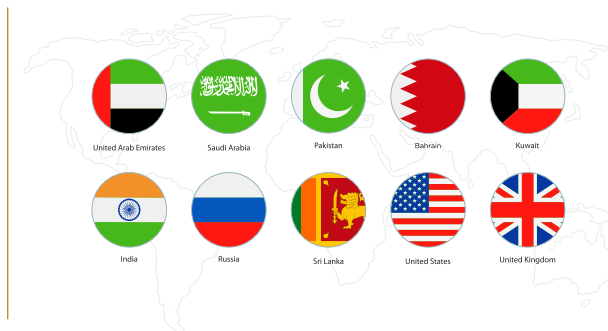 United Arab Emirates
Saudi Arabia
Pakistan
Bahrain
Kuwait
India
Russia
Sri Lanka
United States
United Kingdom